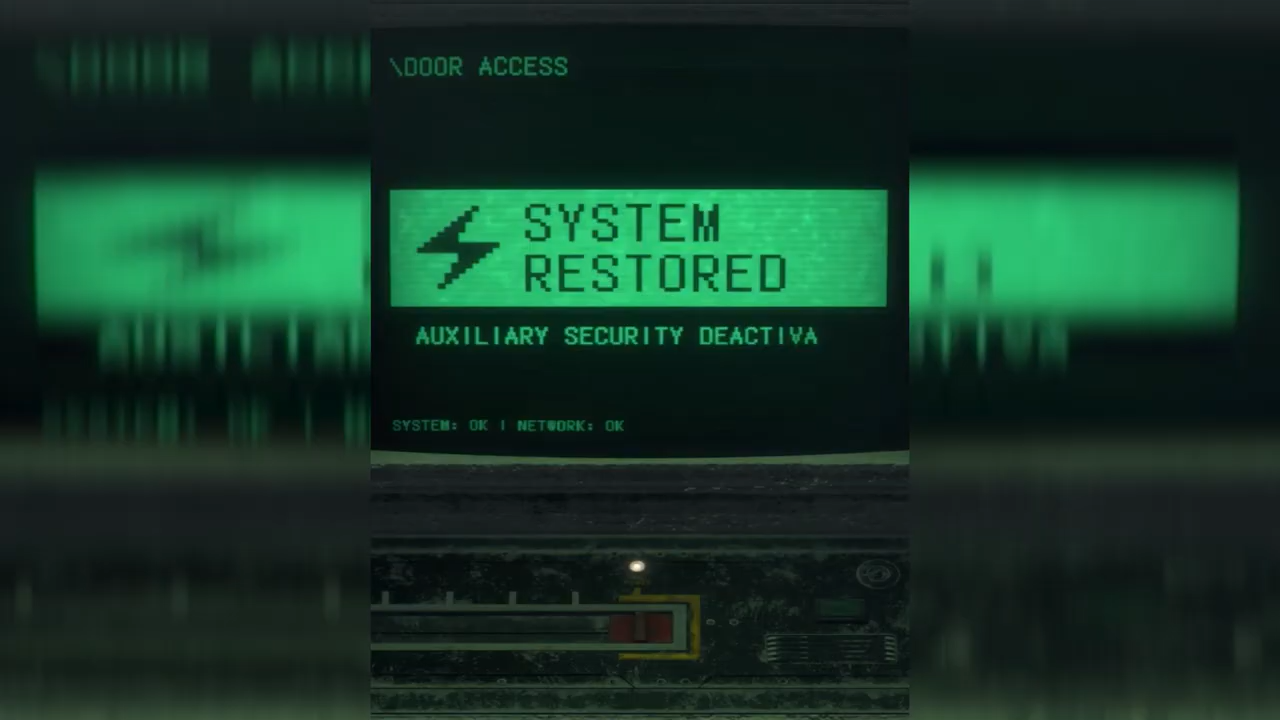 \DOOR ACCESS
SYSTEM
RESTORED
AUXILIARY SECURITY DEACTIVA
SYSTEM: OK | NETWORK: OK